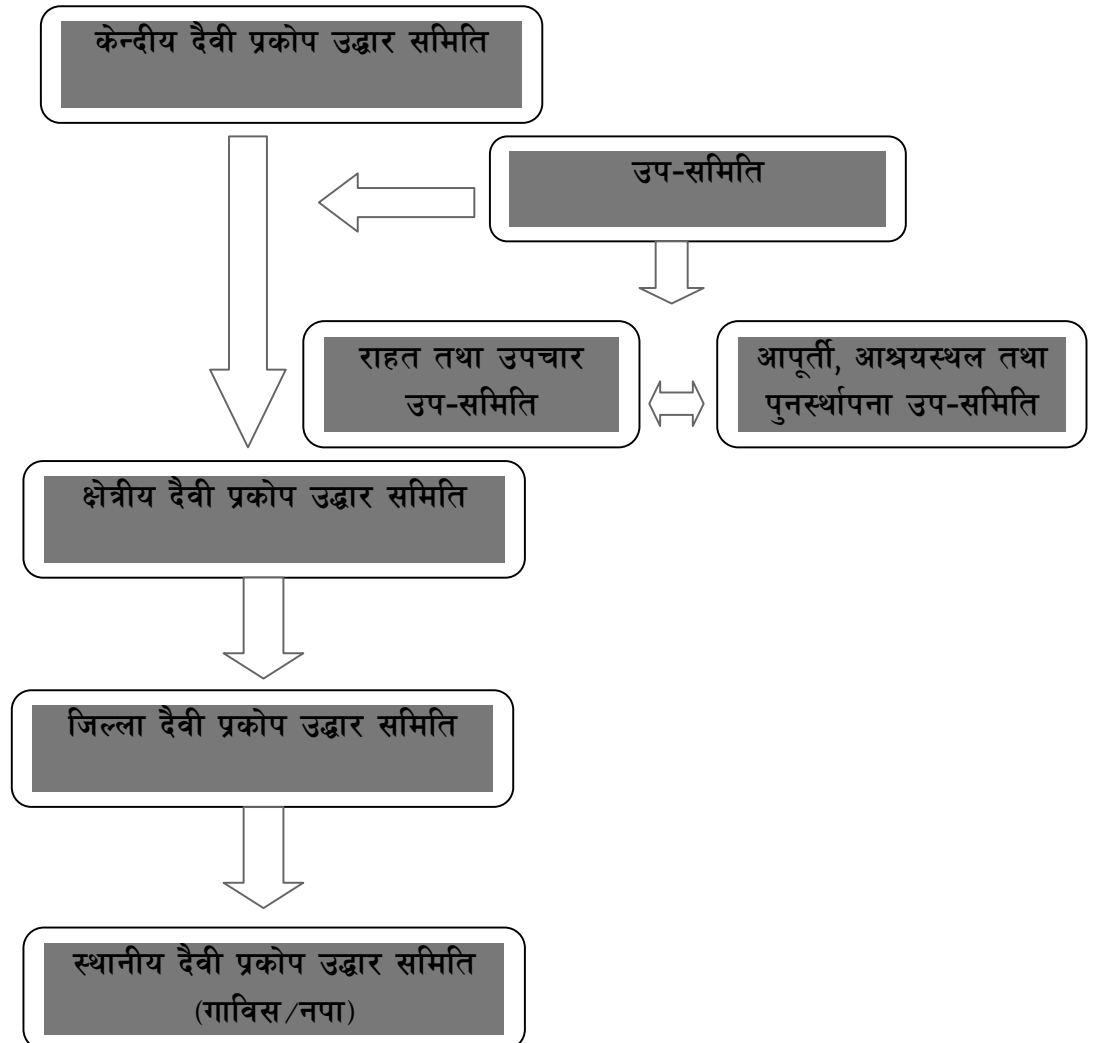 केन्दीय दैवी प्रकोप उद्धार समिति
उप-समिति
राहत तथा उपचार
उप-समिति
आपूर्ती, आश्रयस्थल तथा
पुनर्स्थापना उप-समिति
क्षेत्रीय दैवी प्रकोप उद्धार समिति
जिल्ला दैवी प्रकोप उद्धार समिति
स्थानीय दैवी प्रकोप उद्धार समिति
(गाविस/नपा)